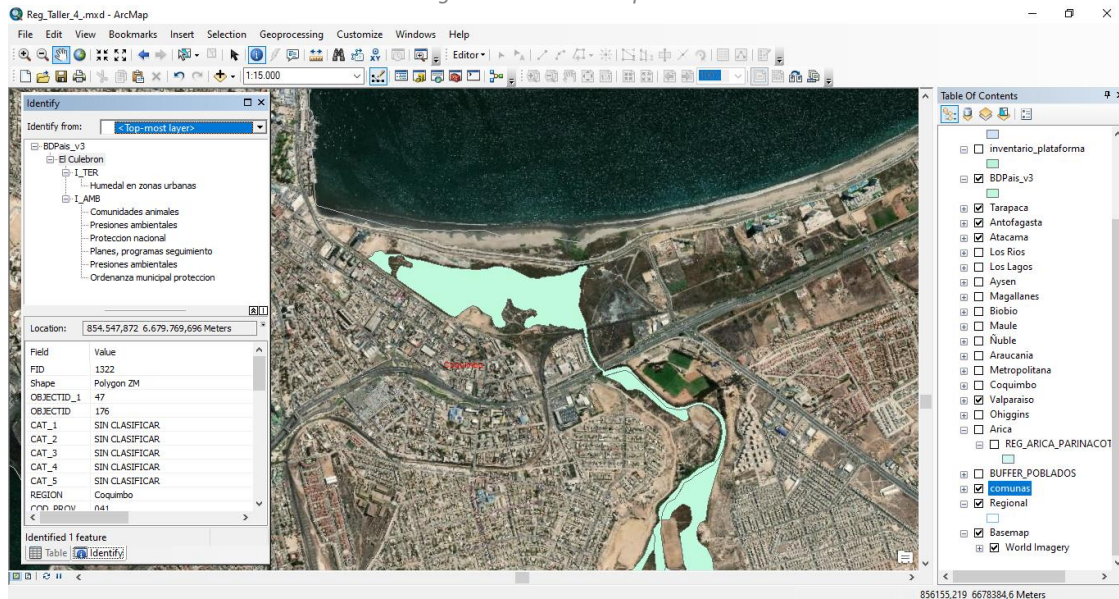 Reg_Taller_4_.mxd - ArcMap
File Edit View Bookmarks Insert Selection Geoprocessing Customize Windows Help
Editor
1:15.000
Identify
Identify from: <Top-most layer>
BDPais_v3
El Culebron
I_TER
Humedal en zonas urbanas
I_AMB
Comunidades animales
Presiones ambientales
Proteccion nacional
Planes, programas seguimiento
Presiones ambientales
Ordenanza municipal proteccion
Location: 854.547,872 6.679.769,696 Meters
Field Value
FID 1322
Shape Polygon ZM
OBJECTID_1 47
OBJECTID 176
CAT_1 SIN CLASIFICAR
CAT_2 SIN CLASIFICAR
CAT_3 SIN CLASIFICAR
CAT_4 SIN CLASIFICAR
CAT_5 SIN CLASIFICAR
REGION Coquimbo
COD_PROV 041
Identified 1 feature
Table Identify
Table Of Contents
inventario_plataforma
BDPais_v3
Tarapaca
Antofagasta
Atacama
Los Rios
Los Lagos
Aysen
Magallanes
Biobio
Maule
Ñuble
Araucania
Metropolitana
Coquimbo
Valparaiso
Ohiggins
Arica
REG_ARICA_PARINACOT
BUFFER_POBLADOS
comunas
Regional
Basemap
World Imagery
856155,219 6678384,6 Meters